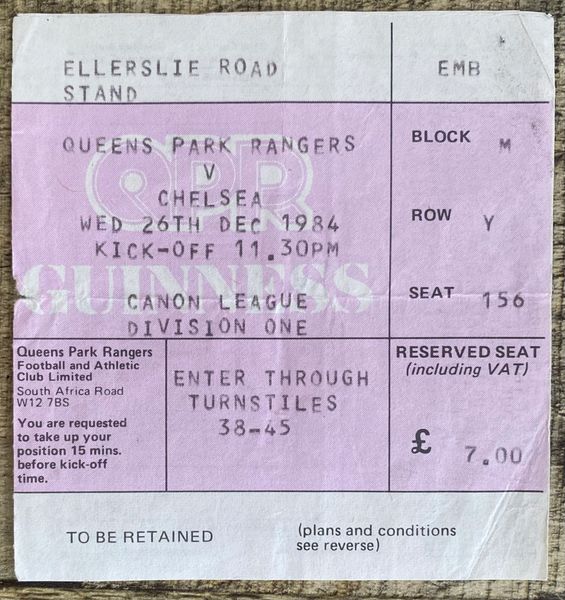 ELLERSLIE ROAD
STAND
EMB
QPR
GUINNESS
QUEENS PARK RANGERS
V
CHELSEA
WED 26TH DEC 1984
KICK-OFF 11.30PM
CANON LEAGUE
DIVISION ONE
BLOCK M
ROW Y
SEAT 156
Queens Park Rangers
Football and Athletic
Club Limited
South Africa Road
W12 7BS
You are requested
to take up your
position 15 mins.
before kick-off
time.
ENTER THROUGH
TURNSTILES
38-45
RESERVED SEAT
(including VAT)
£ 7.00
TO BE RETAINED
(plans and conditions
see reverse)